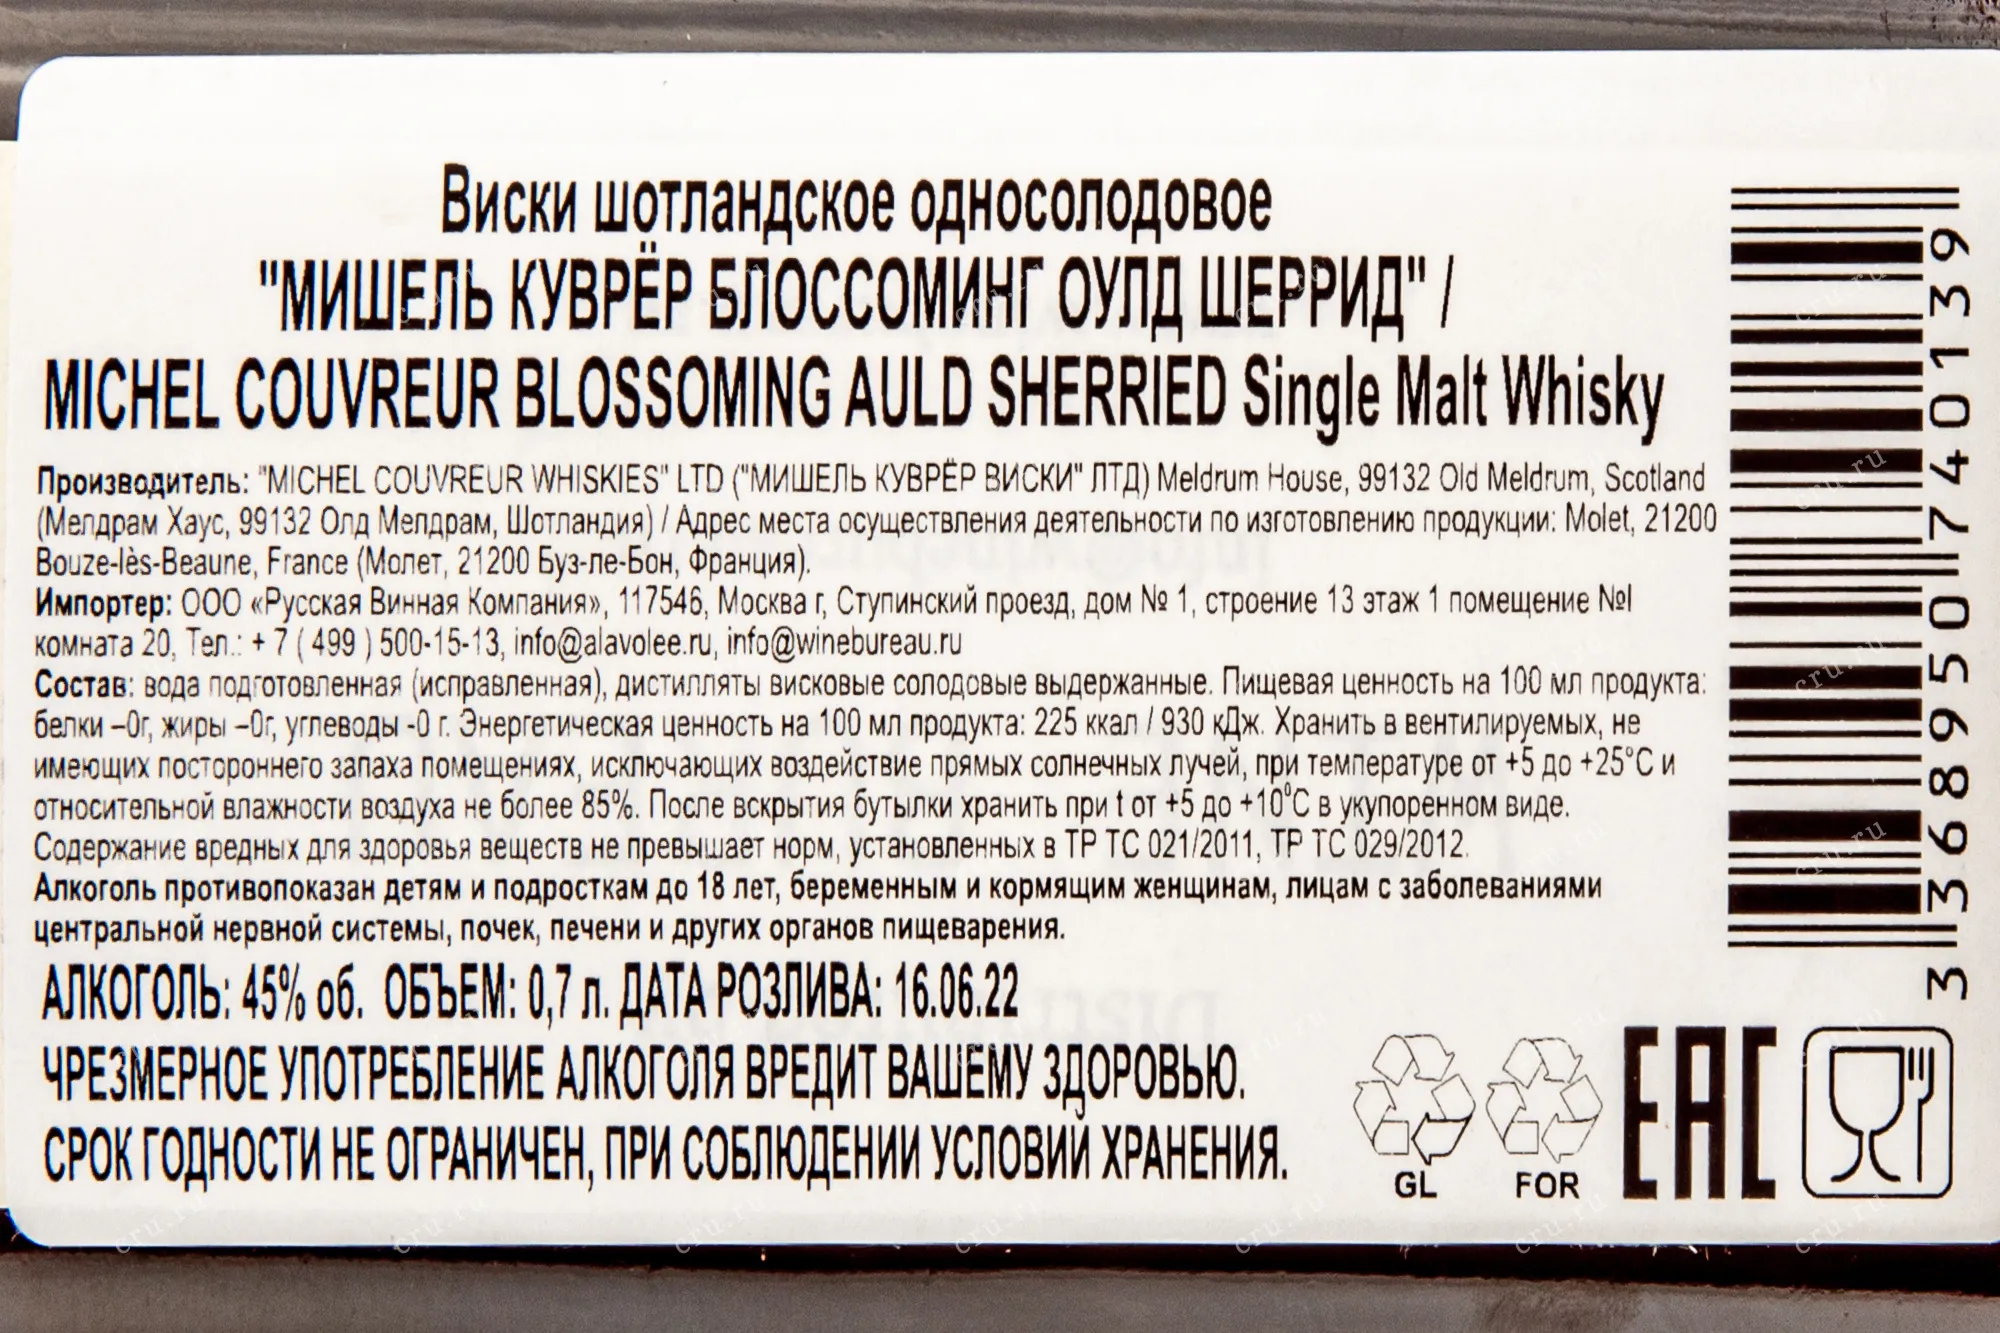 Виски шотландское односолодовое
"МИШЕЛЬ КУВРЁР БЛОССОМИНГ ОУЛД ШЕРРИД" /
MICHEL COUVREUR BLOSSOMING AULD SHERRIED Single Malt Whisky
Производитель: "MICHEL COUVREUR WHISKIES" LTD ("МИШЕЛЬ КУВРЁР ВИСКИ" ЛТД) Meldrum House, 99132 Old Meldrum, Scotland
(Мелдрам Хаус, 99132 Олд Мелдрам, Шотландия) / Адрес места осуществления деятельности по изготовлению продукции: Molet, 21200
Bouze-lès-Beaune, France (Молет, 21200 Буз-ле-Бон, Франция).
Импортер: ООО «Русская Винная Компания», 117546, Москва г, Ступинский проезд, дом № 1, строение 13 этаж 1 помещение №I
комната 20, Тел.: + 7 ( 499 ) 500-15-13, info@alavolee.ru, info@winebureau.ru
Состав: вода подготовленная (исправленная), дистилляты висковые солодовые выдержанные. Пищевая ценность на 100 мл продукта:
белки –0г, жиры –0г, углеводы -0 г. Энергетическая ценность на 100 мл продукта: 225 ккал / 930 кДж. Хранить в вентилируемых, не
имеющих постороннего запаха помещениях, исключающих воздействие прямых солнечных лучей, при температуре от +5 до +25°С и
относительной влажности воздуха не более 85%. После вскрытия бутылки хранить при t от +5 до +10⁰С в укупоренном виде.
Содержание вредных для здоровья веществ не превышает норм, установленных в ТР ТС 021/2011, ТР ТС 029/2012.
Алкоголь противопоказан детям и подросткам до 18 лет, беременным и кормящим женщинам, лицам с заболеваниями
центральной нервной системы, почек, печени и других органов пищеварения.
АЛКОГОЛЬ: 45% об. ОБЪЕМ: 0,7 л. ДАТА РОЗЛИВА: 16.06.22
ЧРЕЗМЕРНОЕ УПОТРЕБЛЕНИЕ АЛКОГОЛЯ ВРЕДИТ ВАШЕМУ ЗДОРОВЬЮ.
СРОК ГОДНОСТИ НЕ ОГРАНИЧЕН, ПРИ СОБЛЮДЕНИИ УСЛОВИЙ ХРАНЕНИЯ.
GL
FOR
EAC
3 368950 740139
cru.ru